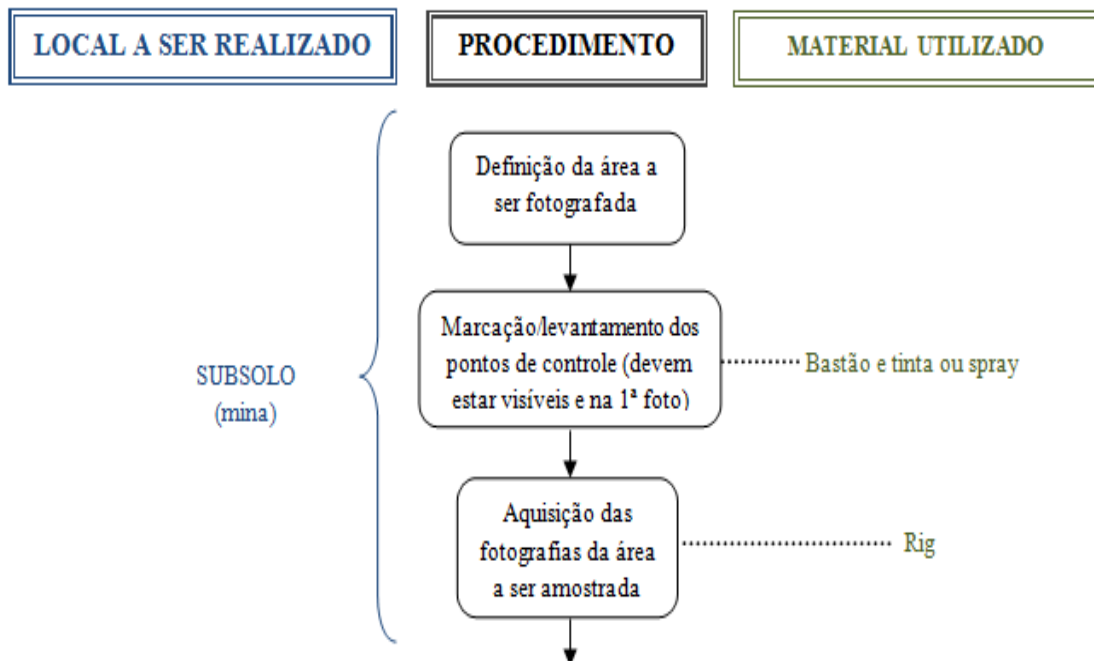 LOCAL A SER REALIZADO
PROCEDIMENTO
MATERIAL UTILIZADO
Definição da área a
ser fotografada
Marcação/levantamento dos
pontos de controle (devem
estar visíveis e na 1ª foto)
Bastão e tinta ou spray
SUBSOLO
(mina)
Aquisição das
fotografias da área
a ser amostrada
Rig